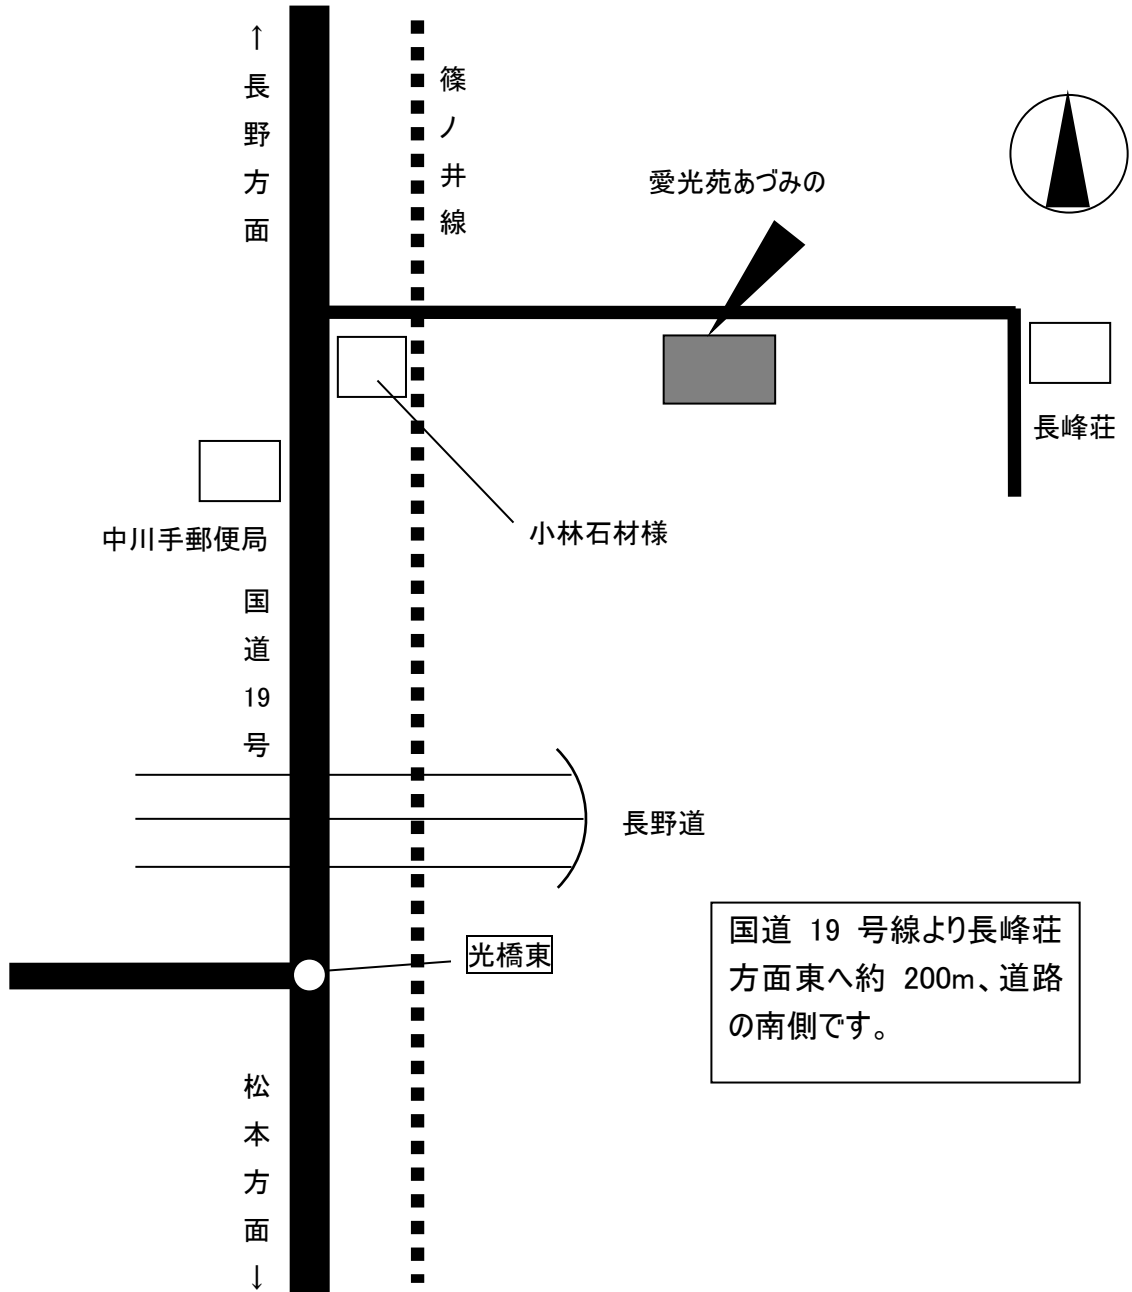 ↑長野方面
篠ノ井線
愛光苑あづみの
長峰荘
小林石材様
中川手郵便局
国道19号
長野道
光橋東
国道 19 号線より長峰荘
方面東へ約 200m、道路
の南側です。
松本方面↓